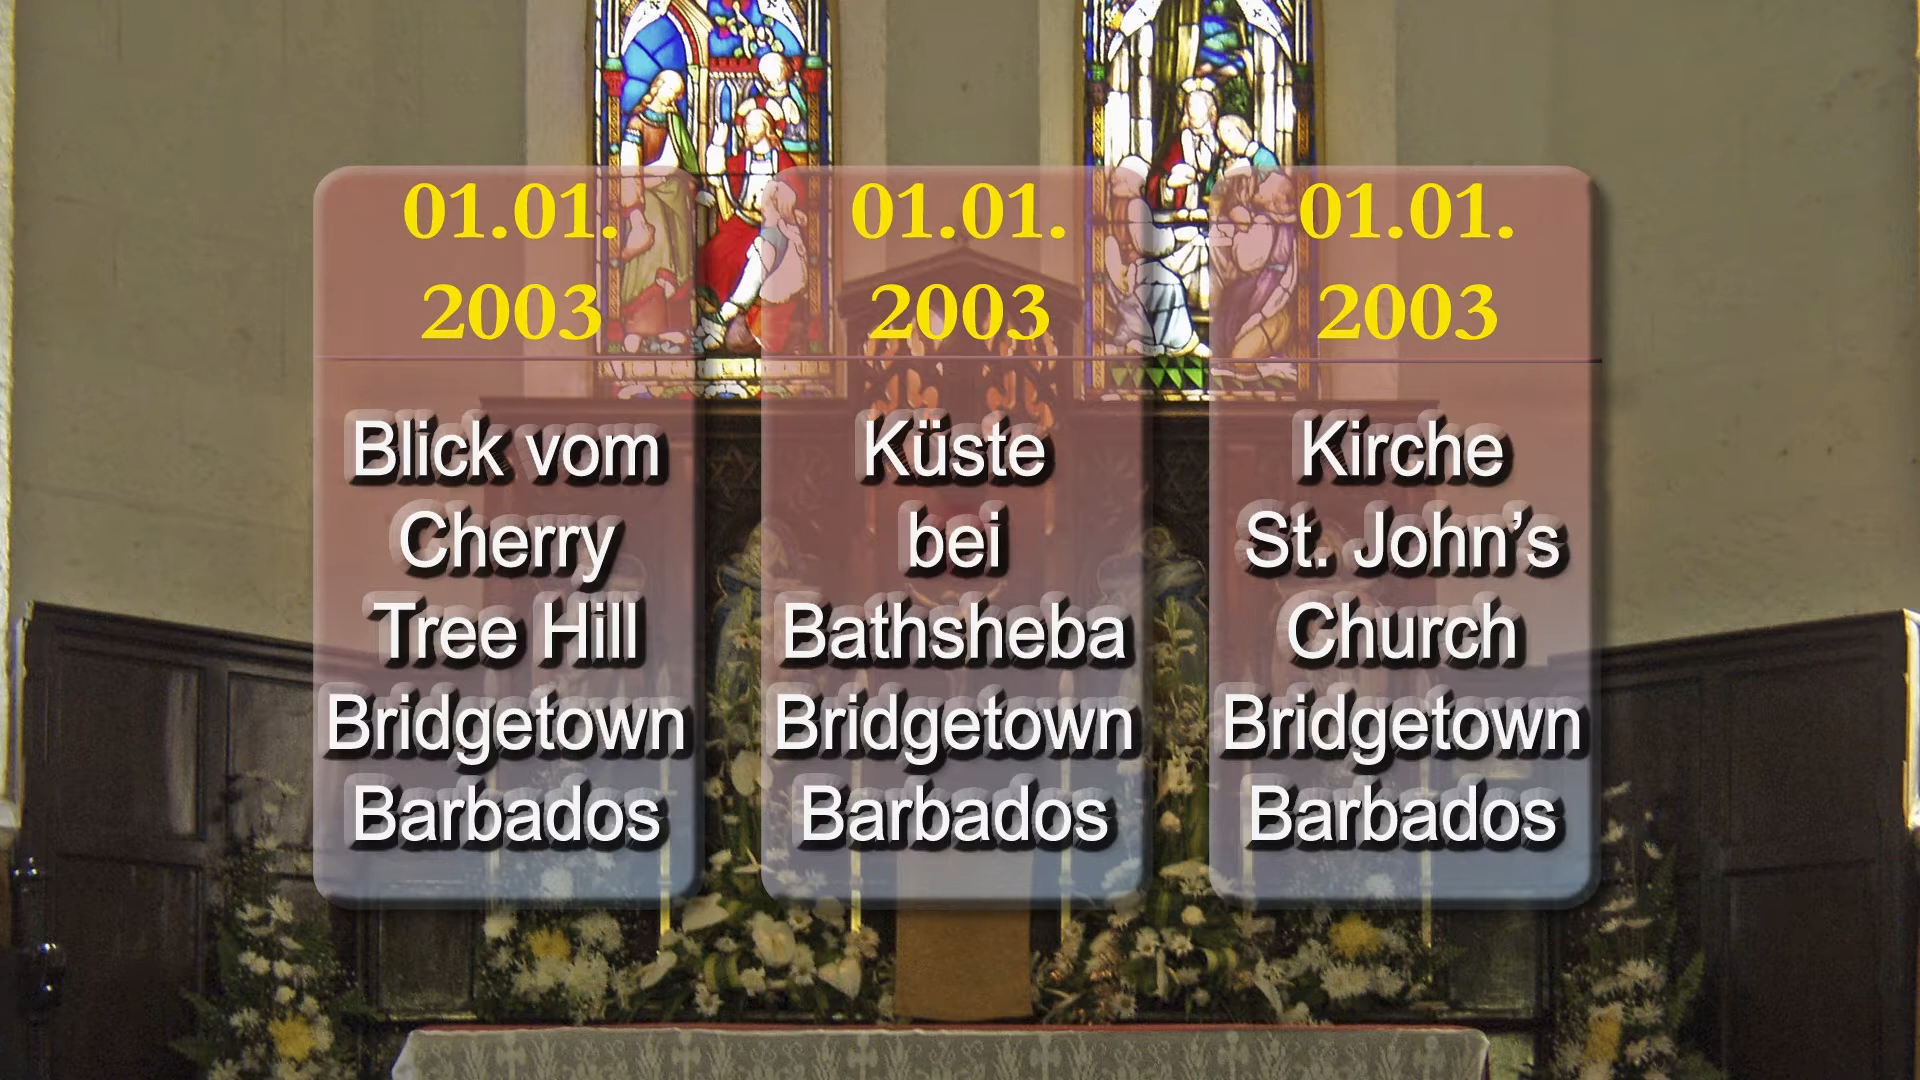 01.01.
2003
Blick vom
Cherry
Tree Hill
Bridgetown
Barbados
01.01.
2003
Küste
bei
Bathsheba
Bridgetown
Barbados
01.01.
2003
Kirche
St. John’s
Church
Bridgetown
Barbados